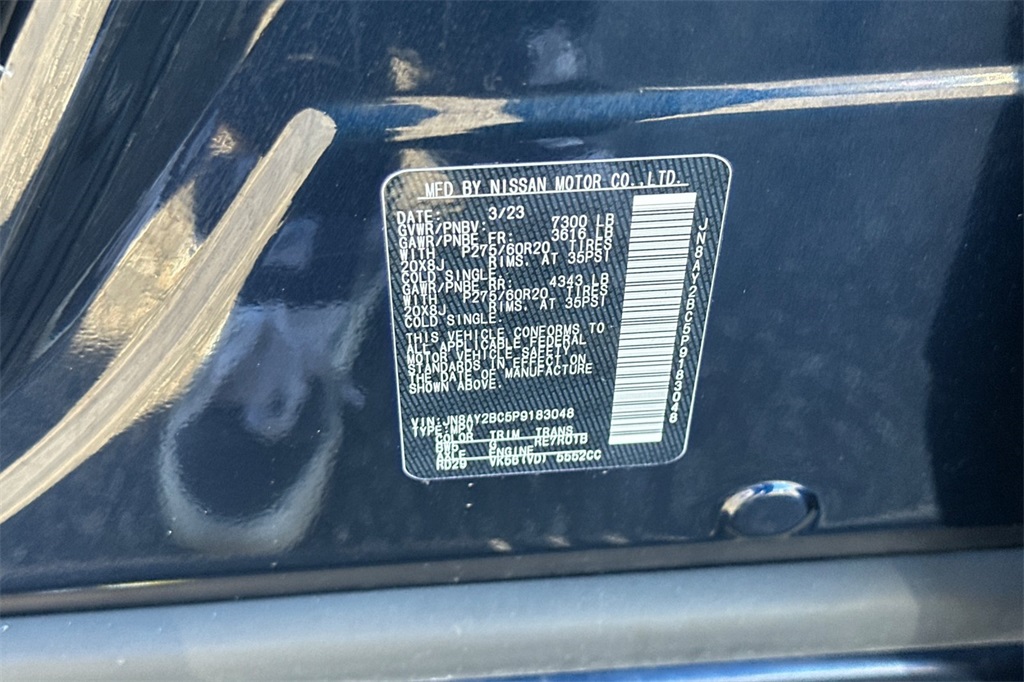 MFD BY NISSAN MOTOR CO., LTD.
DATE: 3/23
GVWR/PNBV: 7300 LB
GAWR/PNBE FR: 3616 LB
WITH P275/60R20 TIRES
20X8J RIMS. AT 35PSI
COLD SINGLE
GAWR/PNBE RR: 4343 LB
WITH P275/60R20 TIRES
20X8J RIMS. AT 35PSI
COLD SINGLE
THIS VEHICLE CONFORMS TO
ALL APPLICABLE FEDERAL
MOTOR VEHICLE SAFETY
STANDARDS IN EFFECT ON
THE DATE OF MANUFACTURE
SHOWN ABOVE.
VIN: JN8AY2BC5P9183048
TYPE: MPV
COLOR TRIM TRANS
G RE7R01B
AXLE ENGINE
RD29 VK56(VD) 5552CC
JN8AY2BC5P9183048